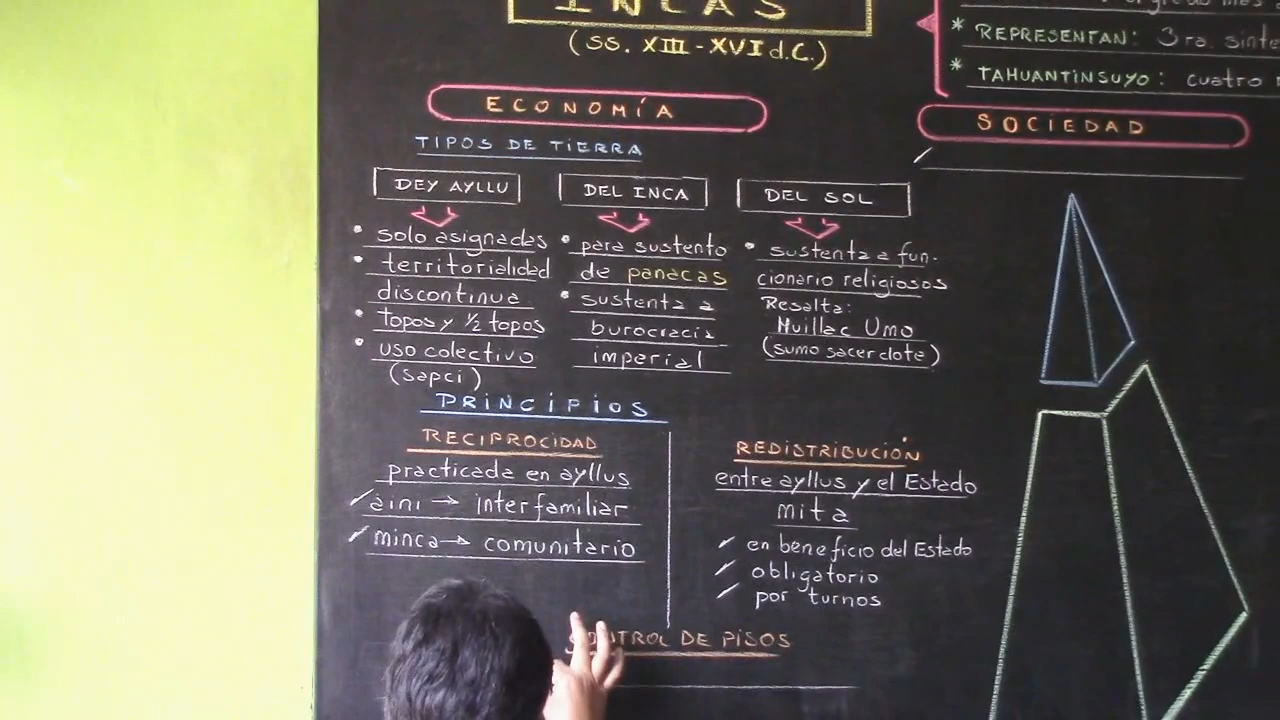 INCAS
(SS. XIII - XVI d.C.)
ECONOMÍA
TIPOS DE TIERRA
DEY AYLLU
• solo asignadas
• territorialidad
discontinua
• topos y ½ topos
• uso colectivo
(sapci)
DEL INCA
• para sustento
de panacas
• sustenta a
burocracia
imperial
DEL SOL
• sustenta a fun-
cionario religiosos
Resalta:
Huillac Umo
(sumo sacerdote)
PRINCIPIOS
RECIPROCIDAD
practicada en ayllus
✓ aini → interfamiliar
✓ minca → comunitario
REDISTRIBUCIÓN
entre ayllus y el Estado
mita
✓ en beneficio del Estado
✓ obligatorio
✓ por turnos
CONTROL DE PISOS
* REPRESENTAN: 3ra.
* TAHUANTINSUYO: cuatro
SOCIEDAD